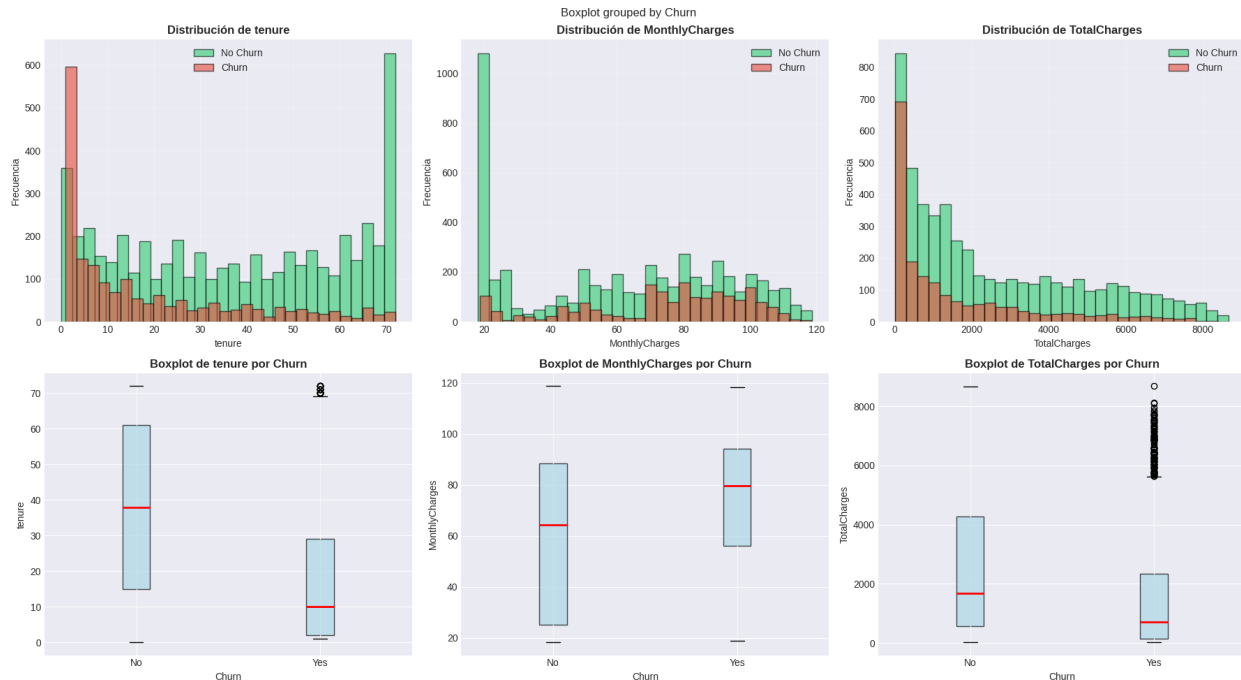 Boxplot grouped by Churn
Distribución de tenure
No Churn
Churn
600
500
400
300
200
100
0
Frecuencia
0 10 20 30 40 50 60 70
tenure
Distribución de MonthlyCharges
No Churn
Churn
1000
800
600
400
200
0
Frecuencia
20 40 60 80 100 120
MonthlyCharges
Distribución de TotalCharges
No Churn
Churn
800
700
600
500
400
300
200
100
0
Frecuencia
0 2000 4000 6000 8000
TotalCharges
Boxplot de tenure por Churn
70
60
50
40
30
20
10
0
tenure
No Yes
Churn
Boxplot de MonthlyCharges por Churn
120
100
80
60
40
20
MonthlyCharges
No Yes
Churn
Boxplot de TotalCharges por Churn
8000
6000
4000
2000
0
TotalCharges
No Yes
Churn